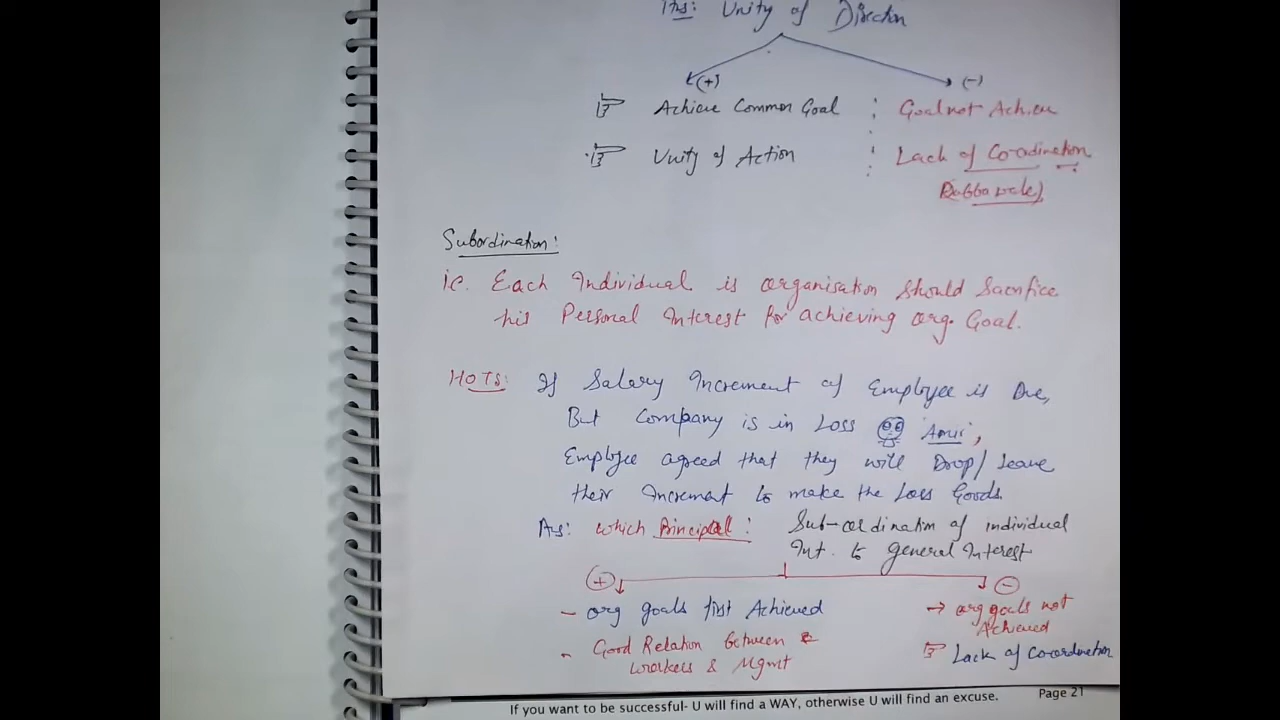 Ans: Unity of Direction
(+) (-)
Achieve Common Goal : Goal not Achieve
Unity of Action : Lack of Co-ordination
Dabbawale)
Subordination:
ie. Each Individual is organisation should Sacrifice
his Personal Interest for achieving org. Goal.
HOTS: If Salary Increment of Employee is Due,
But Company is in Loss
Employee agreed that they will Drop/Leave
their Increment to make the Loss Goods.
As: which Principal: Sub-ordination of individual
Int. to general Interest
+ -
- org goals first Achieved → org goals not
Achieved
- Good Relation between
workers & Mgmt Lack of coordination
If you want to be successful- U will find a WAY, otherwise U will find an excuse. Page 21